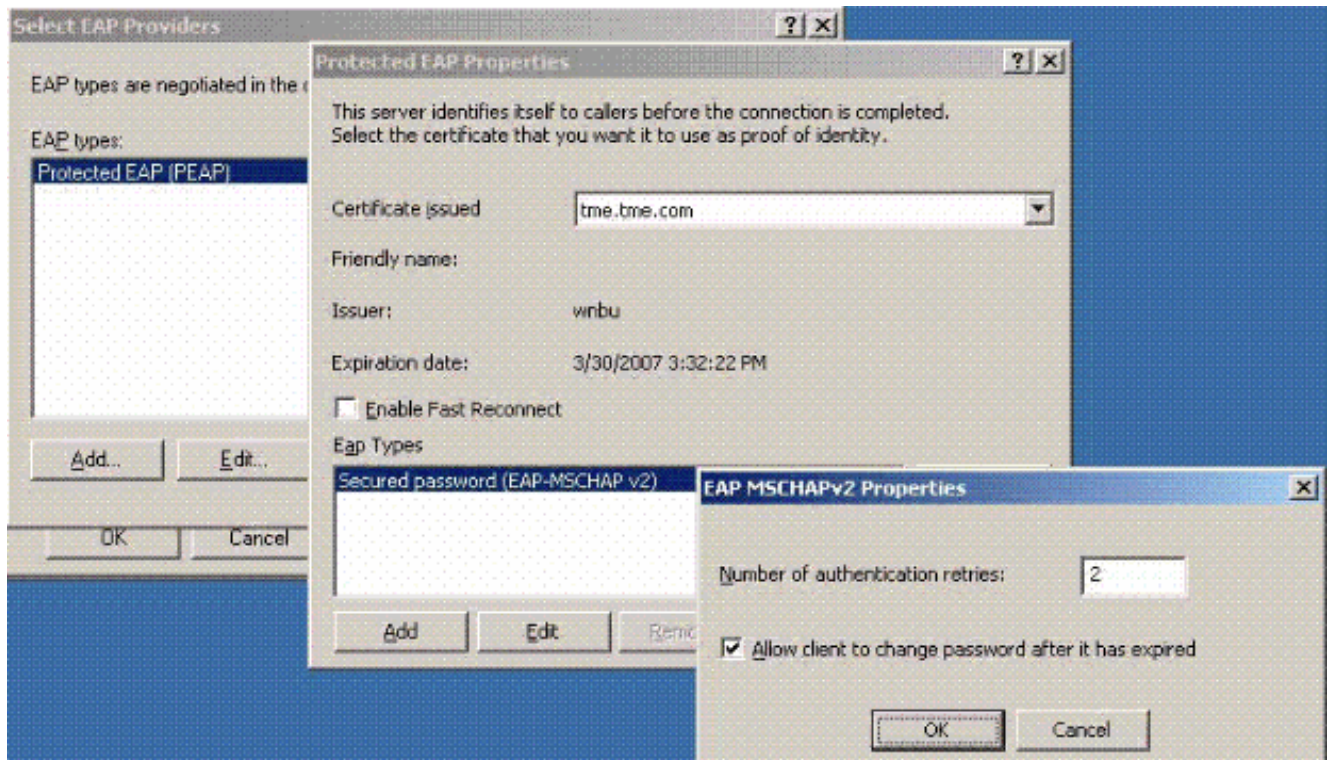 Select EAP Providers
EAP types are negotiated in the
EAP types:
Protected EAP (PEAP)
Add...
Edit...
OK
Cancel
Protected EAP Properties
This server identifies itself to callers before the connection is completed.
Select the certificate that you want it to use as proof of identity.
Certificate issued
tme.tme.com
Friendly name:
Issuer:
wnbu
Expiration date:
3/30/2007 3:32:22 PM
Enable Fast Reconnect
Eap Types
Secured password (EAP-MSCHAP v2)
Add
Edit
EAP MSCHAPv2 Properties
Number of authentication retries:
2
Allow client to change password after it has expired
OK
Cancel